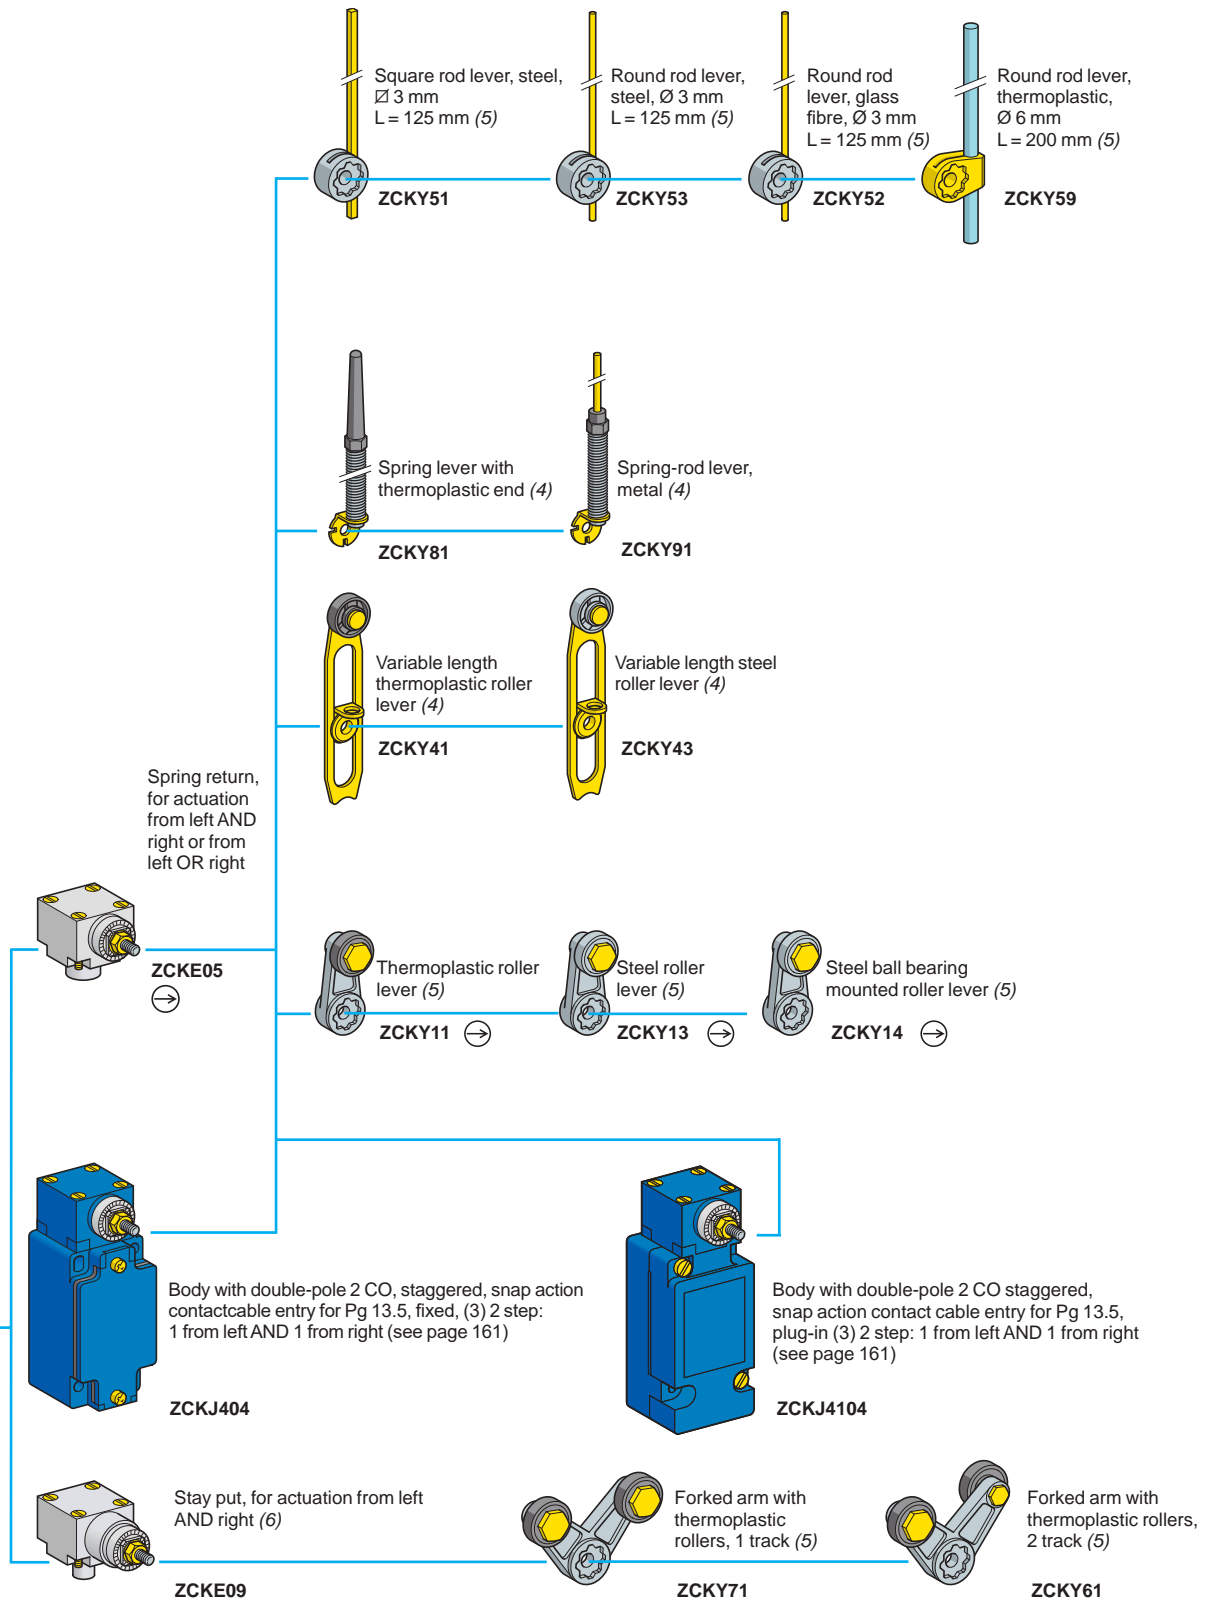 Square rod lever, steel,
☐ 3 mm
L = 125 mm (5)
ZCKY51
Round rod lever,
steel, Ø 3 mm
L = 125 mm (5)
ZCKY53
Round rod
lever, glass
fibre, Ø 3 mm
L = 125 mm (5)
ZCKY52
Round rod lever,
thermoplastic,
Ø 6 mm
L = 200 mm (5)
ZCKY59
Spring lever with
thermoplastic end (4)
ZCKY81
Spring-rod lever,
metal (4)
ZCKY91
Variable length
thermoplastic roller
lever (4)
ZCKY41
Variable length steel
roller lever (4)
ZCKY43
Spring return,
for actuation
from left AND
right or from
left OR right
ZCKE05
Thermoplastic roller
lever (5)
ZCKY11
Steel roller
lever (5)
ZCKY13
Steel ball bearing
mounted roller lever (5)
ZCKY14
Body with double-pole 2 CO, staggered, snap action
contactcable entry for Pg 13.5, fixed, (3) 2 step:
1 from left AND 1 from right (see page 161)
ZCKJ404
Body with double-pole 2 CO staggered,
snap action contact cable entry for Pg 13.5,
plug-in (3) 2 step: 1 from left AND 1 from right
(see page 161)
ZCKJ4104
Stay put, for actuation from left
AND right (6)
ZCKE09
Forked arm with
thermoplastic
rollers, 1 track (5)
ZCKY71
Forked arm with
thermoplastic rollers,
2 track (5)
ZCKY61